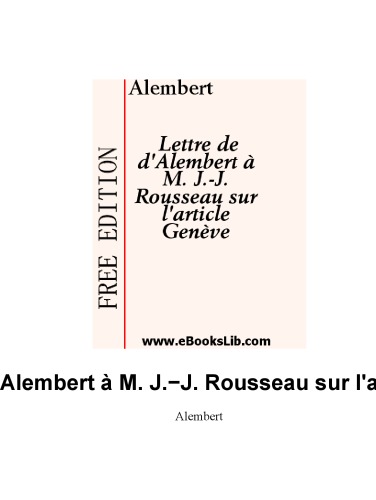 Alembert
FREE EDITION
Lettre de
d'Alembert à
M. J.-J.
Rousseau sur
l'article
Genève
www.eBooksLib.com
Alembert à M. J.−J. Rousseau sur l'a
Alembert